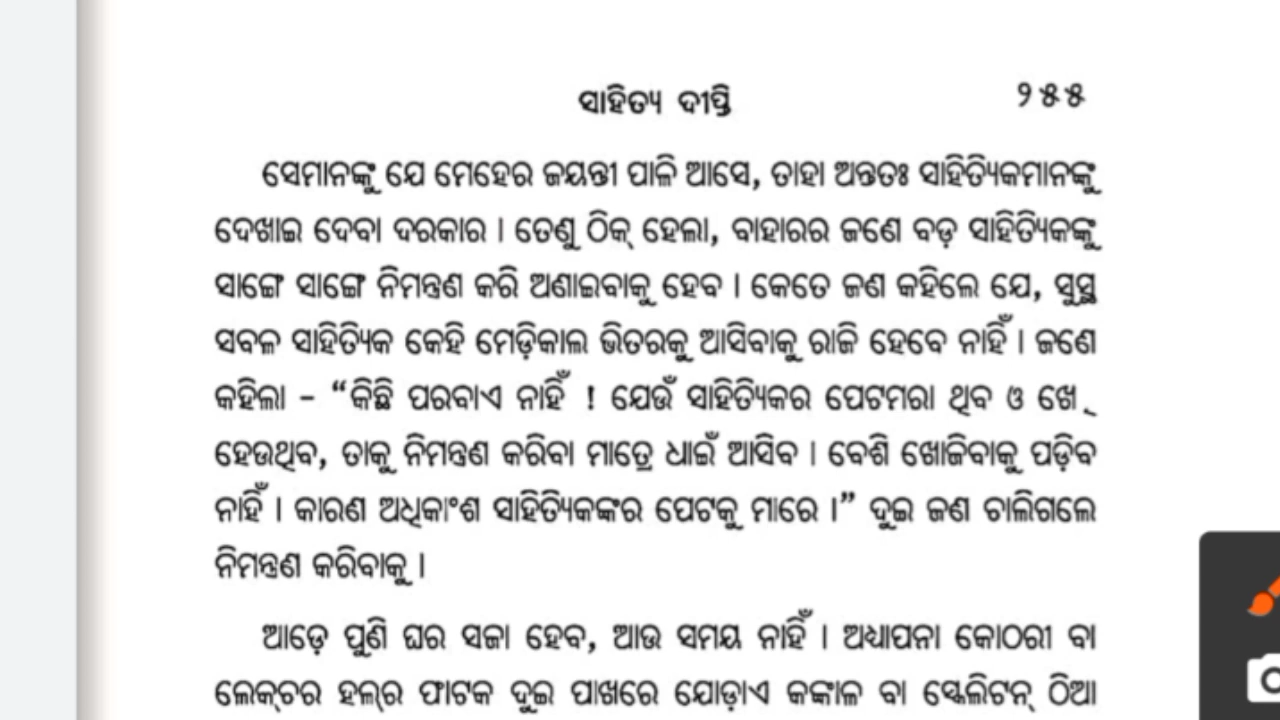 ସାହିତ୍ୟ ଦୀପ୍ତି ୨୫୫
ସେମାନଙ୍କୁ ଯେ ମେହେର ଜୟନ୍ତୀ ପାଳି ଆସେ, ତାହା ଅନ୍ତତଃ ସାହିତ୍ୟିକମାନଙ୍କୁ
ଦେଖାଇ ଦେବା ଦରକାର । ତେଣୁ ଠିକ୍ ହେଲା, ବାହାରର ଜଣେ ବଡ଼ ସାହିତ୍ୟିକଙ୍କୁ
ସାଙ୍ଗେ ସାଙ୍ଗେ ନିମନ୍ତ୍ରଣ କରି ଅଣାଇବାକୁ ହେବ । କେତେ ଜଣ କହିଲେ ଯେ, ସୁସ୍ଥ
ସବଳ ସାହିତ୍ୟିକ କେହି ମେଡ଼ିକାଲ ଭିତରକୁ ଆସିବାକୁ ରାଜି ହେବେ ନାହିଁ । ଜଣେ
କହିଲା – “କିଛି ପରବାଏ ନାହିଁ ! ଯେଉଁ ସାହିତ୍ୟିକର ପେଟମରା ଥିବ ଓ
ହେଉଥିବ, ତାକୁ ନିମନ୍ତ୍ରଣ କରିବା ମାତ୍ରେ ଧାଇଁ ଆସିବ । ବେଶି ଖୋଜିବାକୁ ପଡ଼ିବ
ନାହିଁ । କାରଣ ଅଧିକାଂଶ ସାହିତ୍ୟିକଙ୍କର ପେଟକୁ ମାରେ ।” ଦୁଇ ଜଣ ଚାଲିଗଲେ
ନିମନ୍ତ୍ରଣ କରିବାକୁ ।
ଆଡ଼େ ପୁଣି ଘର ସଜା ହେବ, ଆଉ ସମୟ ନାହିଁ । ଅଧ୍ୟାପନା କୋଠରୀ ବା
ଲେକ୍‌ଚର ହଲ୍‌ର ଫାଟକ ଦୁଇ ପାଖରେ ଯୋଡ଼ାଏ କଙ୍କାଳ ବା ସ୍କେଲିଟନ୍ ଠିଆ